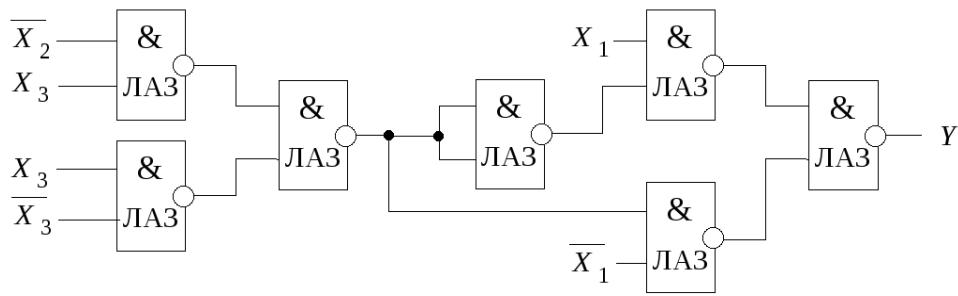 X̅₂ & ЛАЗ
X₃
X₃ & ЛАЗ
X̅₃
& ЛАЗ
& ЛАЗ
X₁ & ЛАЗ
& ЛАЗ
X̅₁
& ЛАЗ
Y